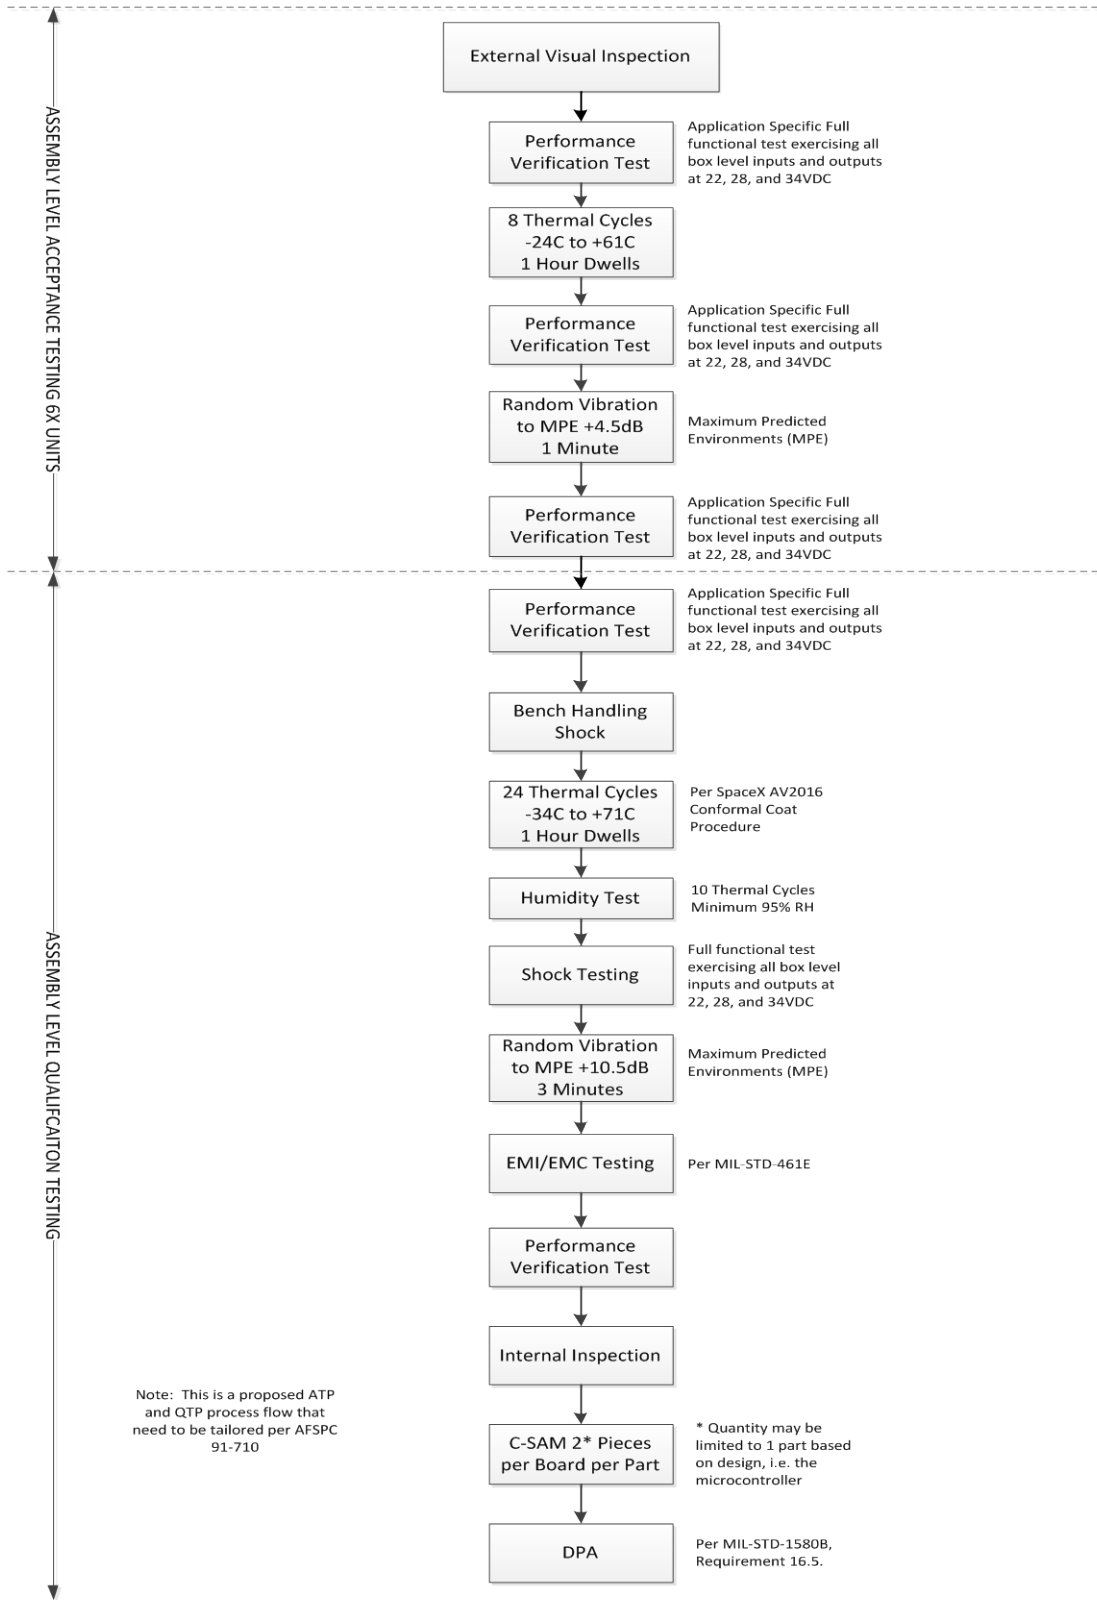 External Visual Inspection
Performance
Verification Test
Application Specific Full
functional test exercising all
box level inputs and outputs
at 22, 28, and 34VDC
8 Thermal Cycles
-24C to +61C
1 Hour Dwells
Performance
Verification Test
Application Specific Full
functional test exercising all
box level inputs and outputs
at 22, 28, and 34VDC
Random Vibration
to MPE +4.5dB
1 Minute
Maximum Predicted
Environments (MPE)
Performance
Verification Test
Application Specific Full
functional test exercising all
box level inputs and outputs
at 22, 28, and 34VDC
ASSEMBLY LEVEL ACCEPTANCE TESTING 6X UNITS
Performance
Verification Test
Application Specific Full
functional test exercising all
box level inputs and outputs
at 22, 28, and 34VDC
Bench Handling
Shock
24 Thermal Cycles
-34C to +71C
1 Hour Dwells
Per SpaceX AV2016
Conformal Coat
Procedure
Humidity Test
10 Thermal Cycles
Minimum 95% RH
Shock Testing
Full functional test
exercising all box level
inputs and outputs at
22, 28, and 34VDC
Random Vibration
to MPE +10.5dB
3 Minutes
Maximum Predicted
Environments (MPE)
EMI/EMC Testing
Per MIL-STD-461E
Performance
Verification Test
Internal Inspection
C-SAM 2* Pieces
per Board per Part
* Quantity may be
limited to 1 part based
on design, i.e. the
microcontroller
DPA
Per MIL-STD-1580B,
Requirement 16.5.
ASSEMBLY LEVEL QUALIFCAITON TESTING
Note: This is a proposed ATP
and QTP process flow that
need to be tailored per AFSPC
91-710